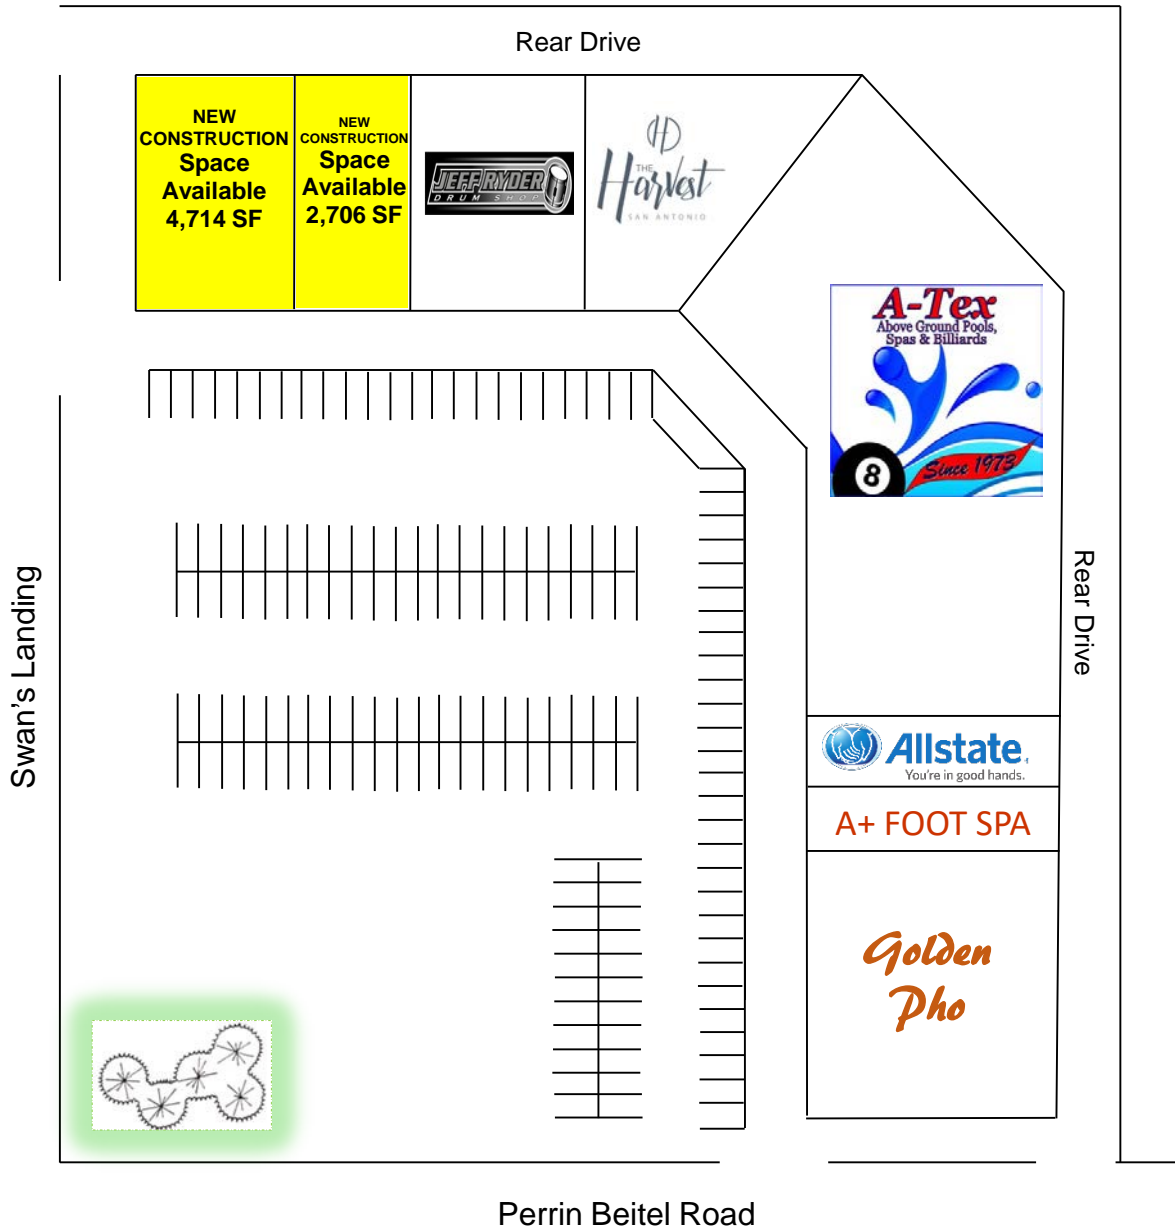 Rear Drive
NEW
CONSTRUCTION
Space
Available
4,714 SF
NEW
CONSTRUCTION
Space
Available
2,706 SF
JEFF RYDER
DRUM SHOP
H
THE
Harvest
SAN ANTONIO
A-Tex
Above Ground Pools,
Spas & Billiards
8
Since 1973
Rear Drive
Swan's Landing
Allstate
You're in good hands.
A+ FOOT SPA
Golden
Pho
Perrin Beitel Road